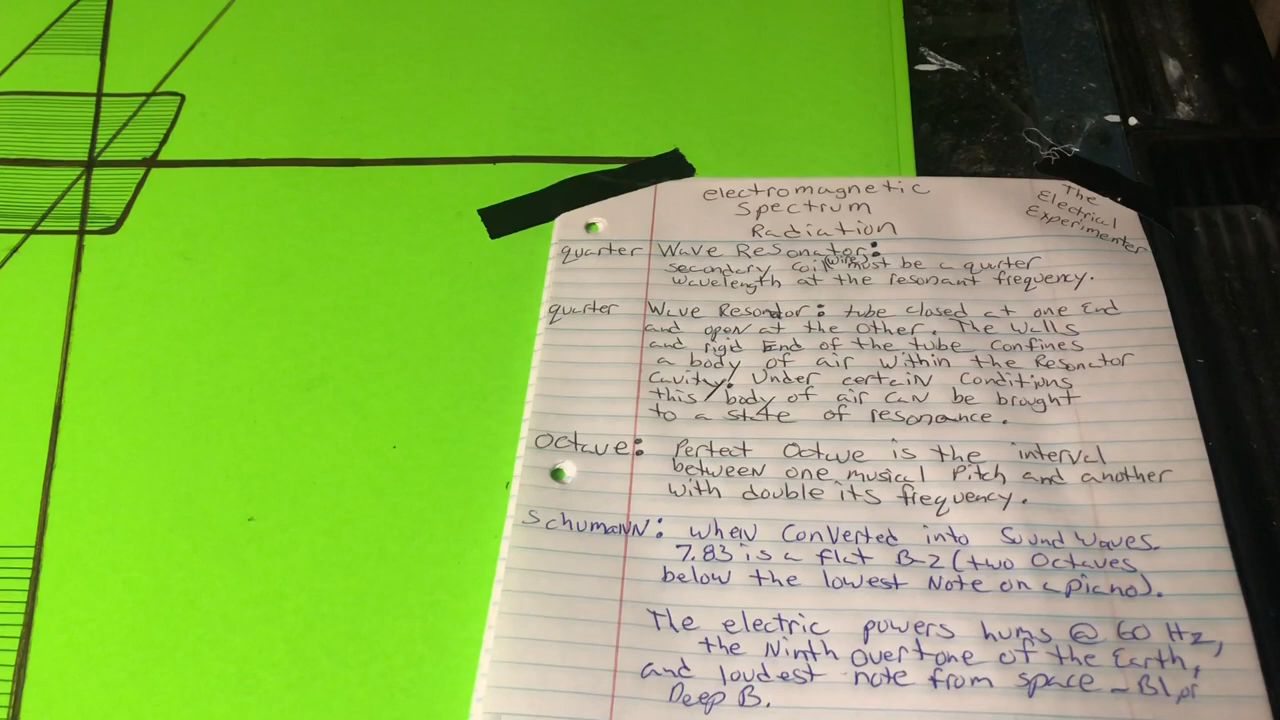 electromagnetic
Spectrum
Radiation
The
Electrical
Experimenter
quarter Wave Resonator:
secondary coil (wire) must be a quarter
wavelength at the resonant frequency.
quarter Wave Resonator: tube closed at one End
and open at the Other. The Walls
and rigid End of the tube confines
a body of air within the Resonator
Cavity. Under certain conditions
this body of air can be brought
to a state of resonance.
Octave: Perfect Octave is the interval
between one musical Pitch and another
with double its frequency.
Schumann: when Converted into Sound Waves.
7.83 is a flat B-2 (two Octaves
below the lowest Note on a piano).
The electric powers hums @ 60 Hz,
the Ninth overtone of the Earth,
and loudest note from space - B1,
Deep B.